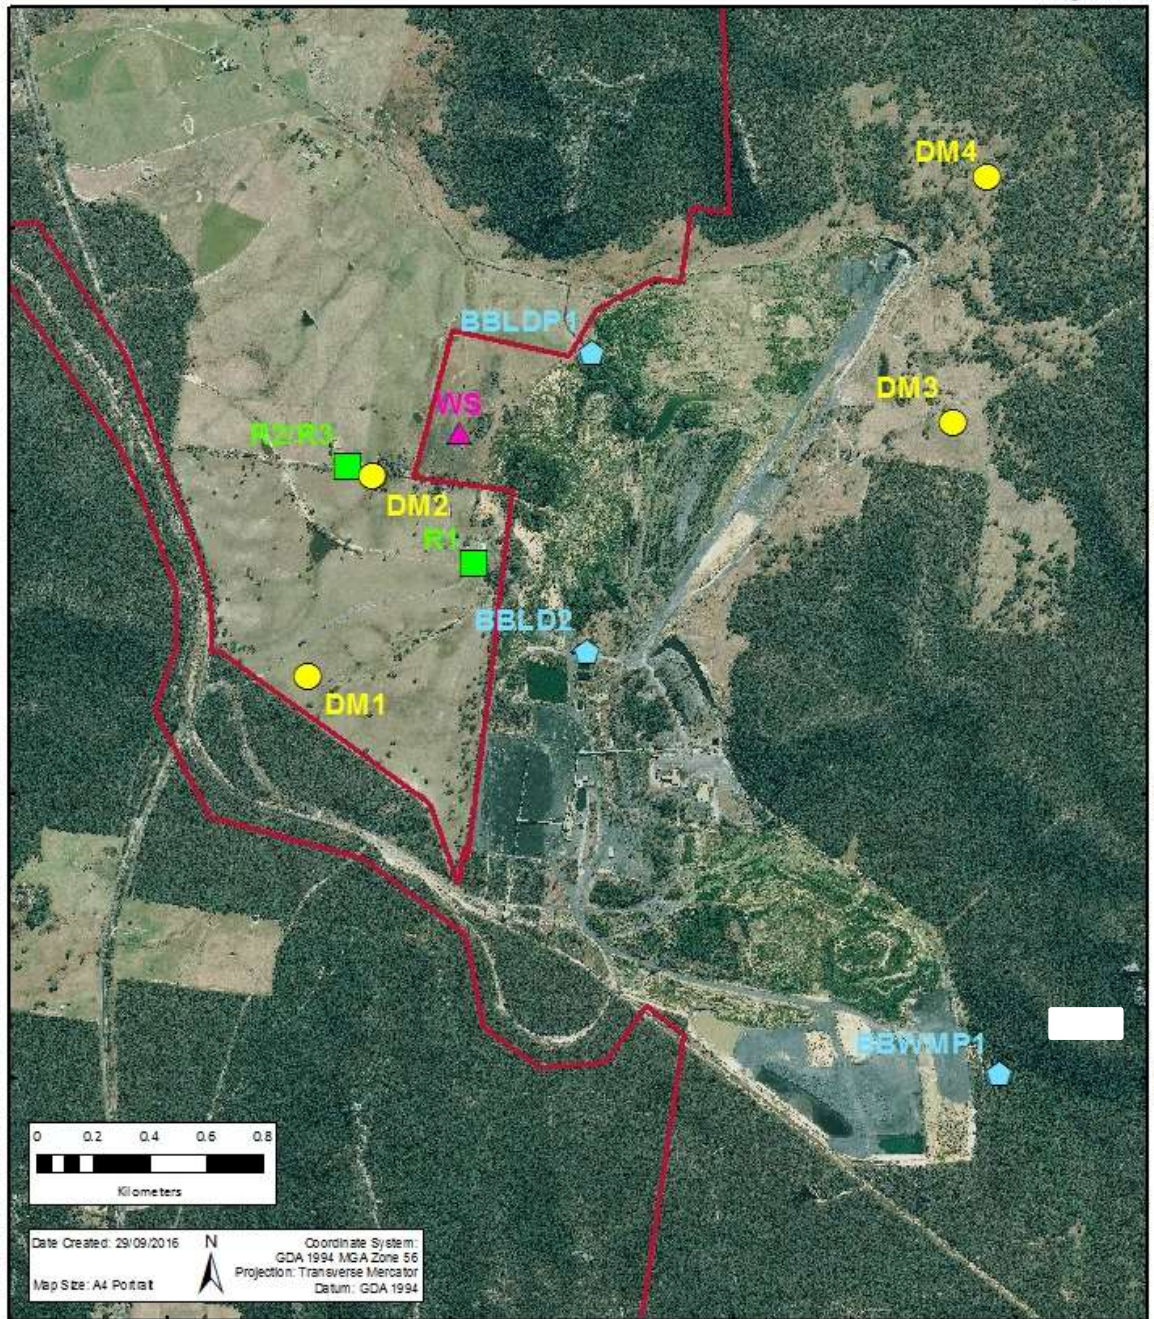 DM4
BBLDP1
DM3
WS
R2/R3
DM2
R1
BBLD2
DM1
BBWMP1
0 0.2 0.4 0.6 0.8
Kilometers
Date Created: 29/09/2016
N
Coordinate System:
GDA 1994 MGA Zone 56
Projection: Transverse Mercator
Datum: GDA 1994
Map Size: A4 Portrait